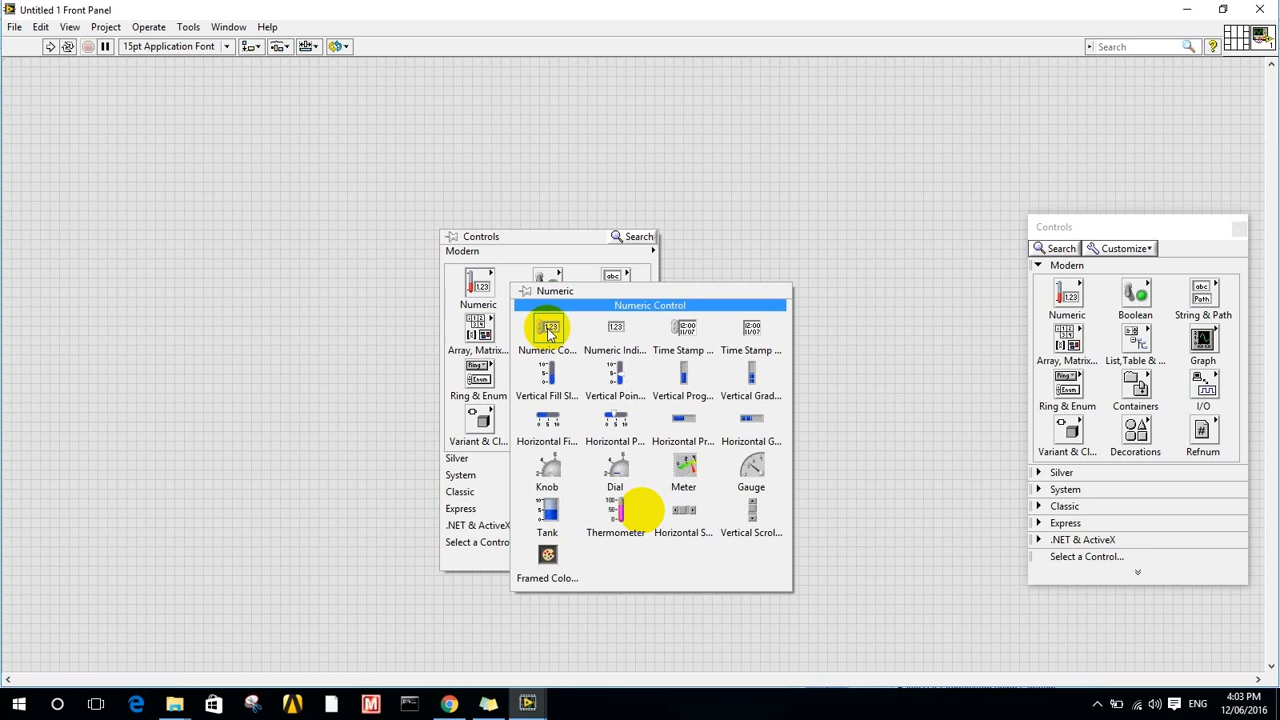 Untitled 1 Front Panel
File Edit View Project Operate Tools Window Help
15pt Application Font
Search
?
1
Controls Search
Modern
Numeric
Array, Matrix...
Ring & Enum
Variant & Cl...
Silver
System
Classic
Express
.NET & ActiveX
Select a Contro
Numeric
Numeric Control
Numeric Co... Numeric Indi... Time Stamp ... Time Stamp ...
Vertical Fill Sl... Vertical Poin... Vertical Prog... Vertical Grad...
Horizontal Fi... Horizontal P... Horizontal Pr... Horizontal G...
Knob Dial Meter Gauge
Tank Thermometer Horizontal S... Vertical Scrol...
Framed Colo...
Controls
Search Customize
Modern
Numeric Boolean String & Path
Array, Matrix... List, Table & ... Graph
Ring & Enum Containers I/O
Variant & Cl... Decorations Refnum
Silver
System
Classic
Express
.NET & ActiveX
Select a Control...
ENG
4:03 PM
12/06/2016